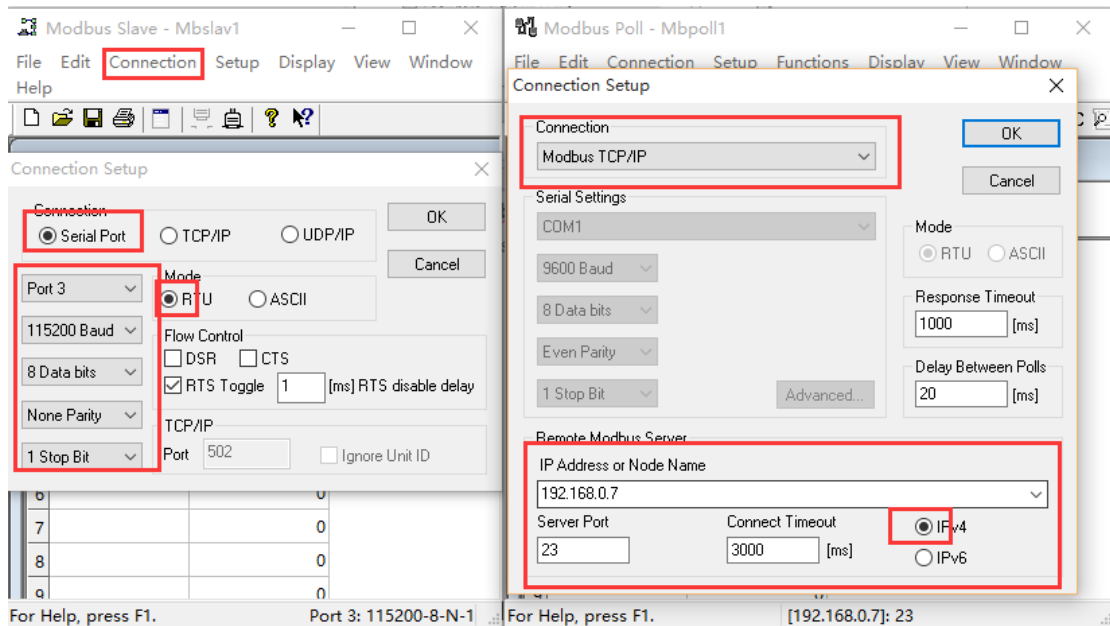 Modbus Slave - Mbslav1
File Edit Connection Setup Display View Window
Help
Connection Setup
Connection
Serial Port TCP/IP UDP/IP
OK
Cancel
Port 3
115200 Baud
8 Data bits
None Parity
1 Stop Bit
Mode
RTU ASCII
Flow Control
DSR CTS
RTS Toggle 1 [ms] RTS disable delay
TCP/IP
Port 502 Ignore Unit ID
6 0
7 0
8 0
9 0
For Help, press F1. Port 3: 115200-8-N-1
Modbus Poll - Mbpoll1
File Edit Connection Setup Functions Display View Window
Connection Setup
Connection
Modbus TCP/IP
OK
Cancel
Serial Settings
COM1
9600 Baud
8 Data bits
Even Parity
1 Stop Bit
Advanced...
Mode
RTU ASCII
Response Timeout
1000 [ms]
Delay Between Polls
20 [ms]
Remote Modbus Server
IP Address or Node Name
192.168.0.7
Server Port
23
Connect Timeout
3000 [ms]
IPv4
IPv6
For Help, press F1. [192.168.0.7]: 23